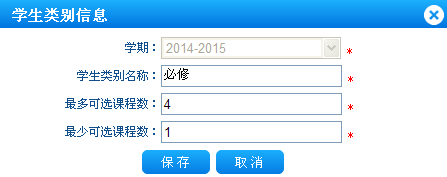 学生类别信息
学期： 2014-2015 *
学生类别名称： 必修 *
最多可选课程数： 4 *
最少可选课程数： 1 *
保 存 取 消